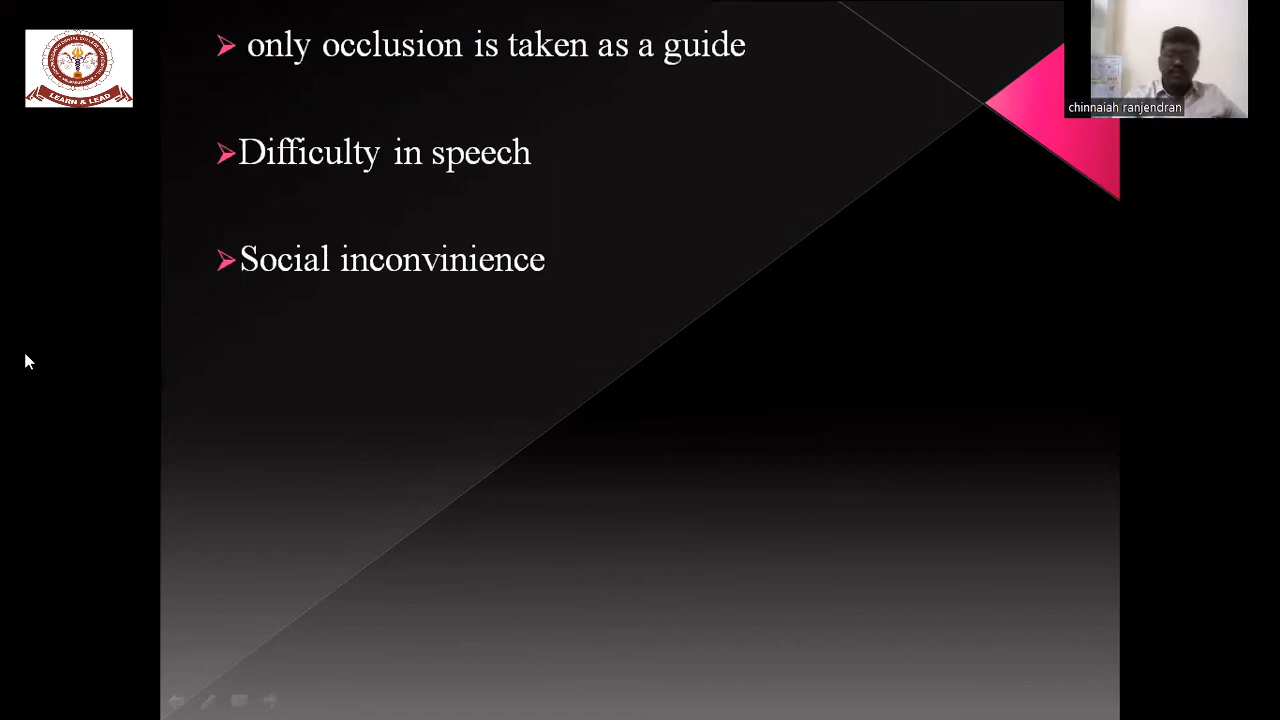 only occlusion is taken as a guide
Difficulty in speech
Social inconvinience
chinnaiah ranjendran
LEARN & LEAD